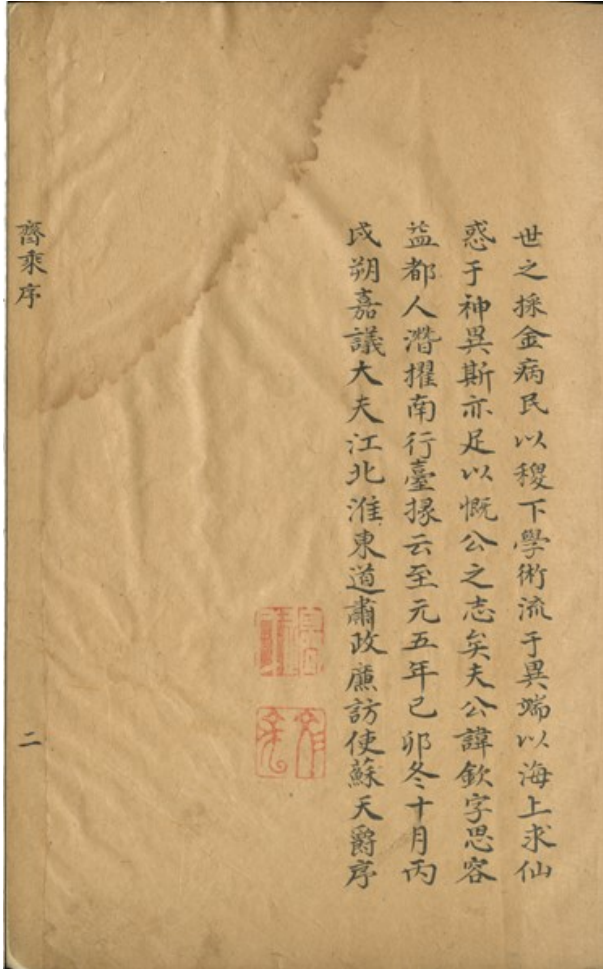 世之採金病民以稷下學術流于異端以海上求仙
惑于神異斯亦足以慨公之志矣夫公諱欽字思容
益都人潛擢南行臺掾云至元五年己卯冬十月丙
戌朔嘉議大夫江北淮東道肅政廉訪使蘇天爵序
齊乘序
二